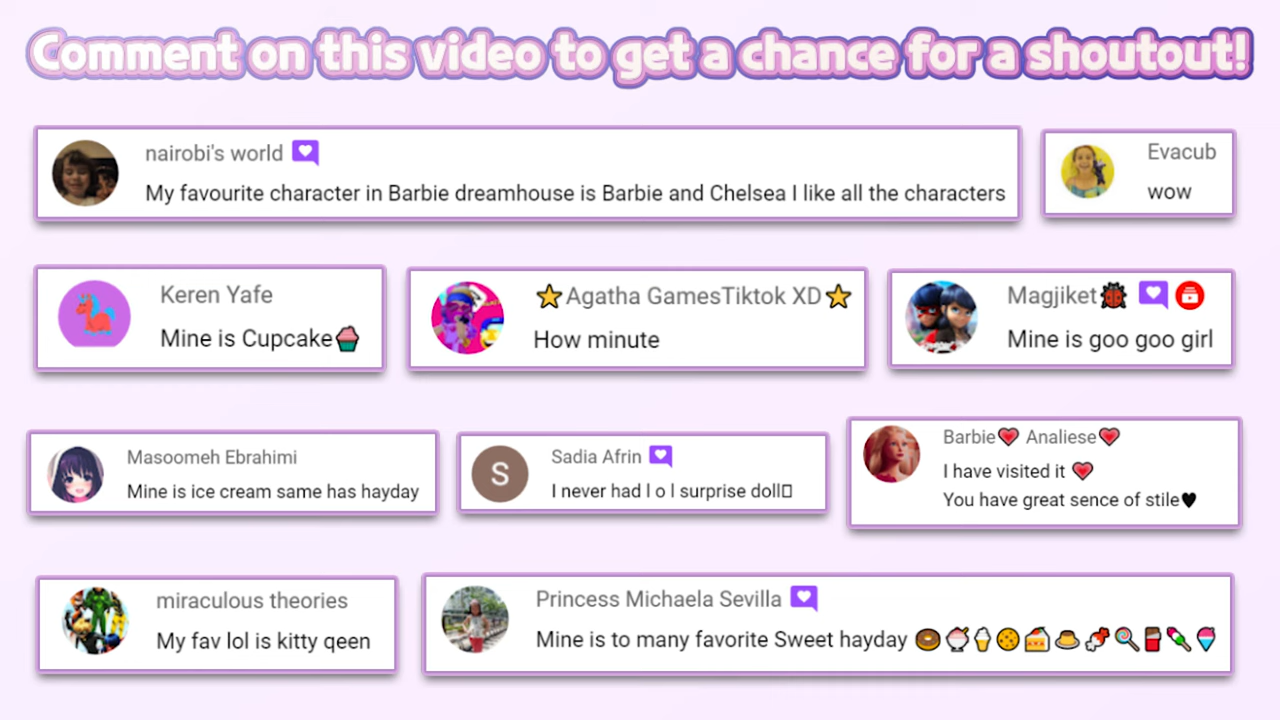 Comment on this video to get a chance for a shoutout!
nairobi's world
My favourite character in Barbie dreamhouse is Barbie and Chelsea I like all the characters
Evacub
wow
Keren Yafe
Mine is Cupcake🧁
⭐Agatha GamesTiktok XD⭐
How minute
Magjiket🐞
Mine is goo goo girl
Masoomeh Ebrahimi
Mine is ice cream same has hayday
S
Sadia Afrin
I never had l o l surprise doll▯
Barbie❤️ Analiese❤️
I have visited it ❤️
You have great sence of stile🖤
miraculous theories
My fav lol is kitty qeen
Princess Michaela Sevilla
Mine is to many favorite Sweet hayday 🍩🍨🍦🍪🍰🍮🍢🍭🍫🍡🍧